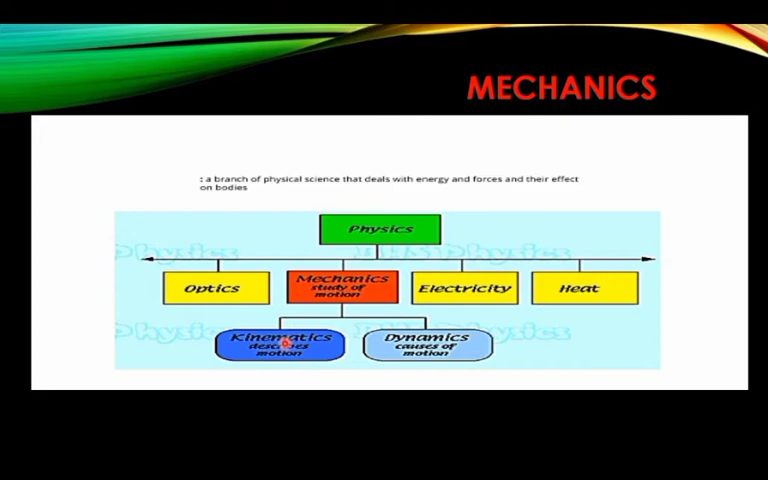 MECHANICS
: a branch of physical science that deals with energy and forces and their effect
on bodies
Physics
Optics
Mechanics
study of
motion
Electricity
Heat
Kinematics
describes
motion
Dynamics
causes of
motion